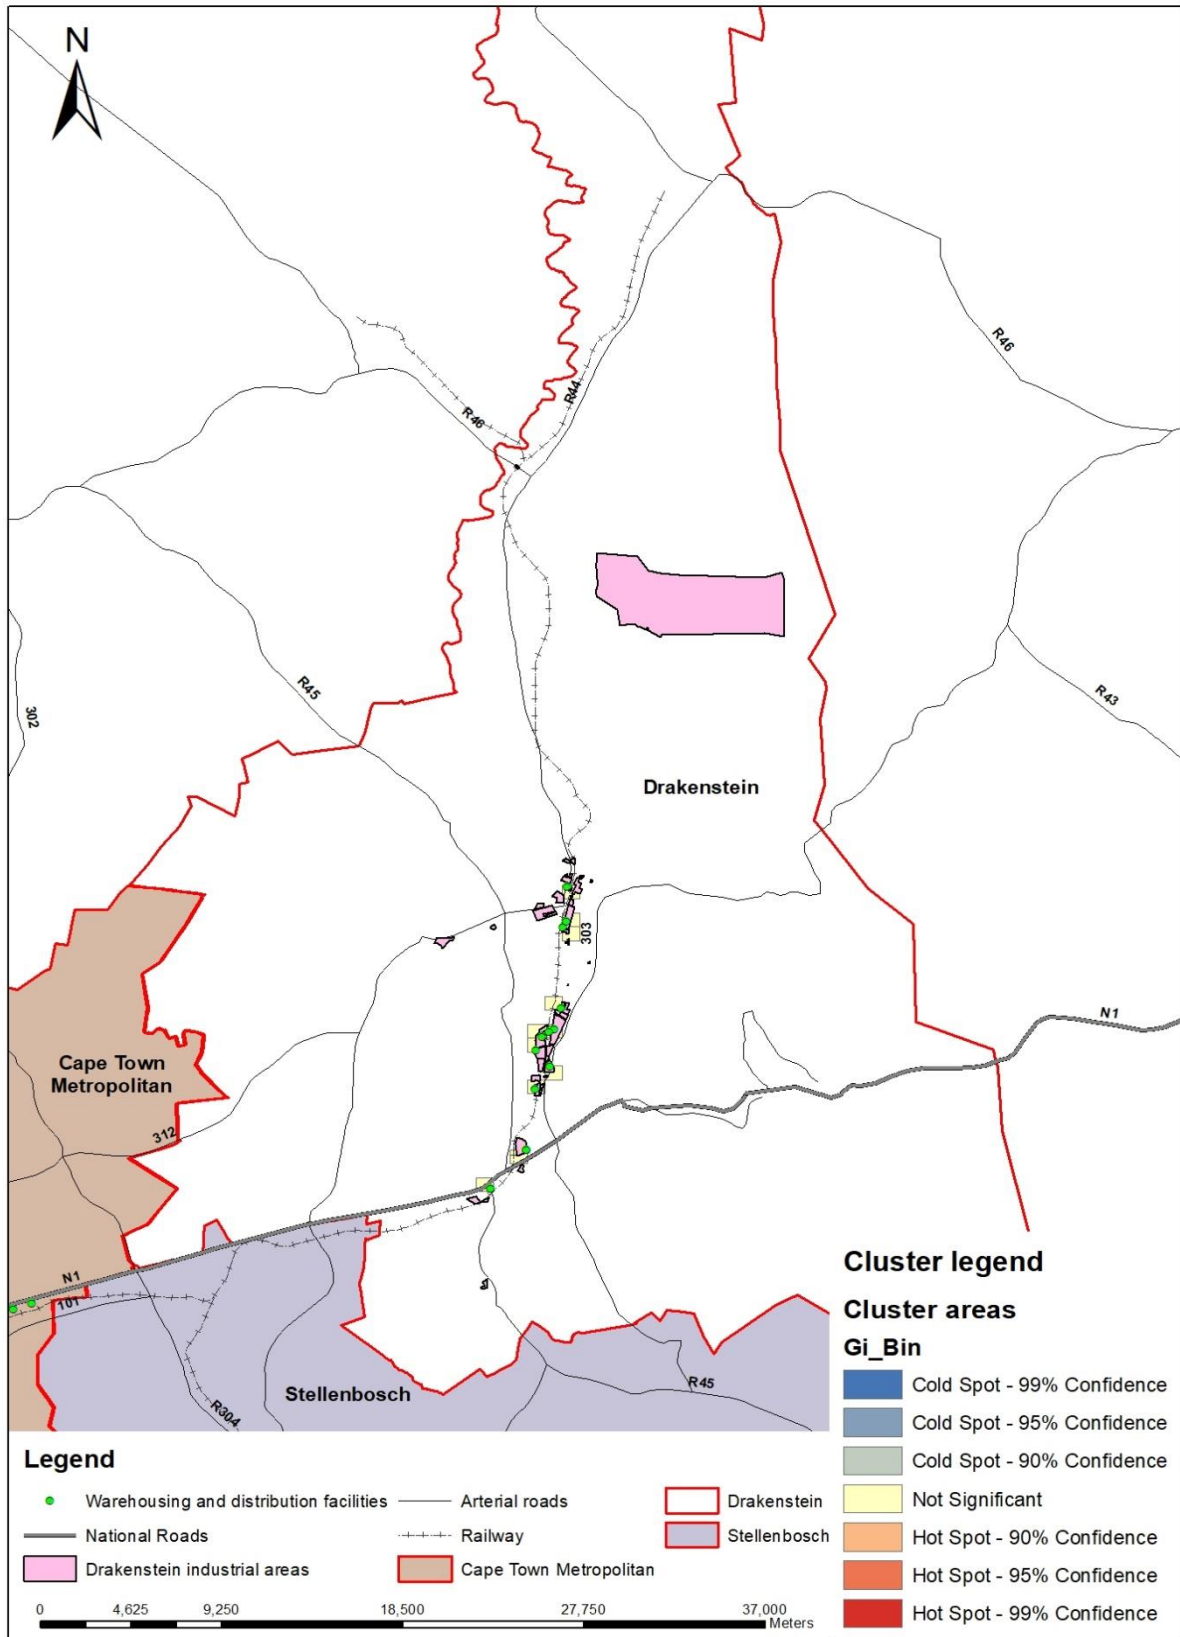 N
R46
R44
R46
R45
302
R43
Drakenstein
303
N1
Cape Town
Metropolitan
312
N1
101
Stellenbosch
R304
R45
Cluster legend
Cluster areas
Gi_Bin
Cold Spot - 99% Confidence
Cold Spot - 95% Confidence
Cold Spot - 90% Confidence
Not Significant
Hot Spot - 90% Confidence
Hot Spot - 95% Confidence
Hot Spot - 99% Confidence
Legend
Warehousing and distribution facilities
Arterial roads
Drakenstein
National Roads
Railway
Stellenbosch
Drakenstein industrial areas
Cape Town Metropolitan
0 4,625 9,250 18,500 27,750 37,000
Meters